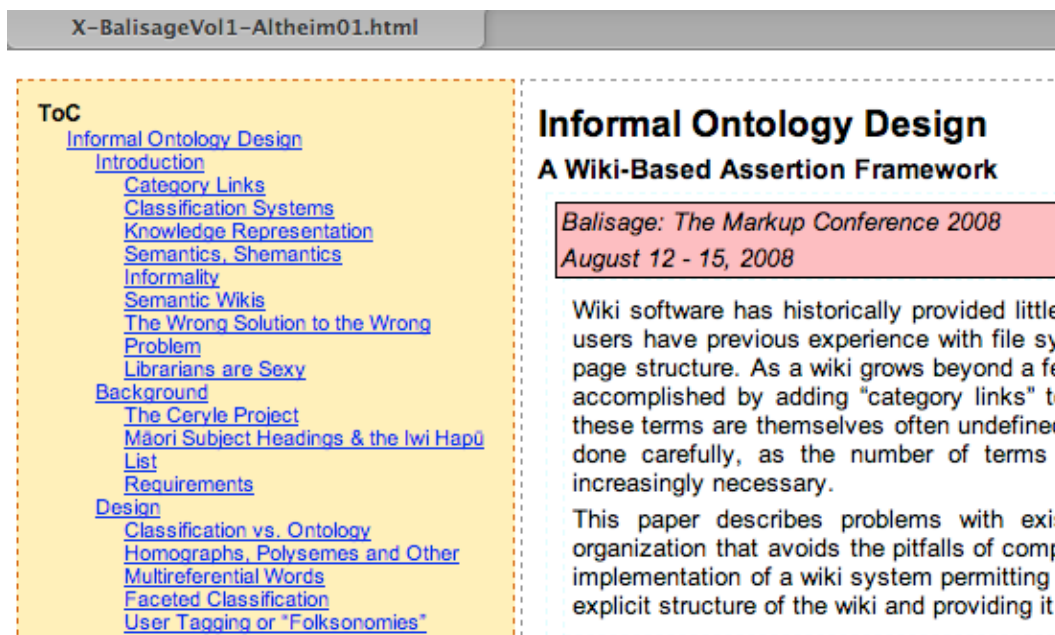 X-BalisageVol1-Altheim01.html
ToC
Informal Ontology Design
Introduction
Category Links
Classification Systems
Knowledge Representation
Semantics, Shemantics
Informality
Semantic Wikis
The Wrong Solution to the Wrong
Problem
Librarians are Sexy
Background
The Ceryle Project
Māori Subject Headings & the Iwi Hapū
List
Requirements
Design
Classification vs. Ontology
Homographs, Polysemes and Other
Multireferential Words
Faceted Classification
User Tagging or “Folksonomies”
Informal Ontology Design
A Wiki-Based Assertion Framework
Balisage: The Markup Conference 2008
August 12 - 15, 2008
Wiki software has historically provided little
users have previous experience with file sy
page structure. As a wiki grows beyond a fe
accomplished by adding “category links” to
these terms are themselves often undefined
done carefully, as the number of terms
increasingly necessary.
This paper describes problems with exis
organization that avoids the pitfalls of comp
implementation of a wiki system permitting
explicit structure of the wiki and providing it